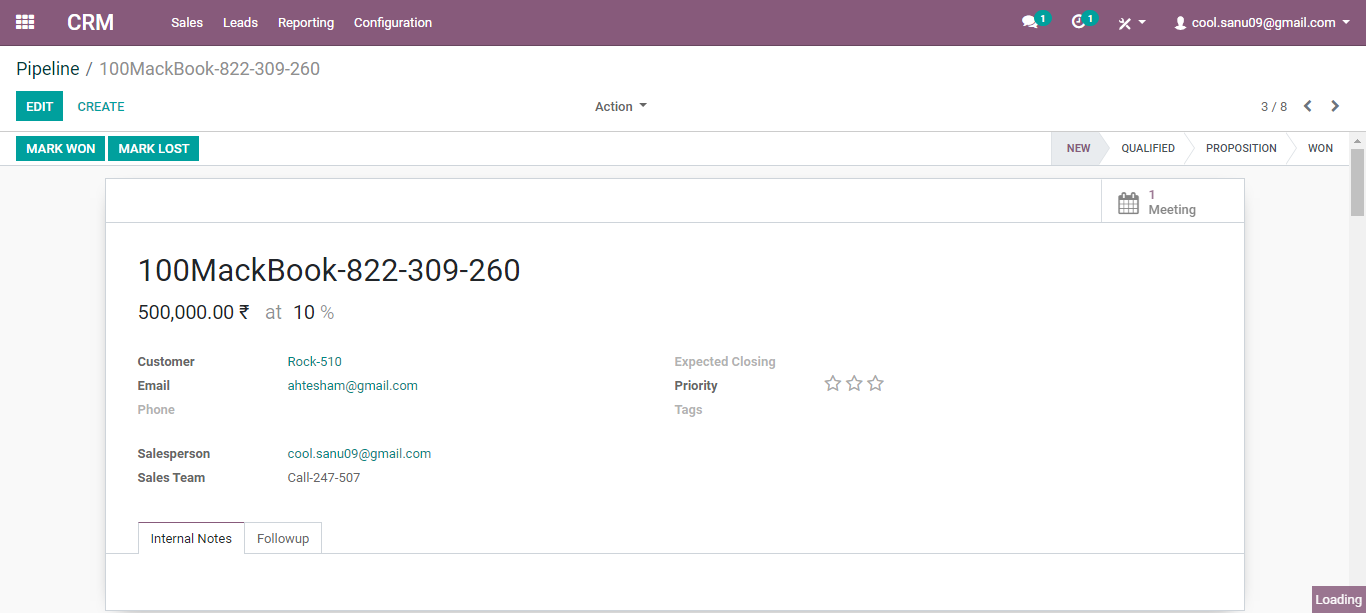 CRM Sales Leads Reporting Configuration 1 1 cool.sanu09@gmail.com
Pipeline / 100MackBook-822-309-260
EDIT CREATE Action 3 / 8
MARK WON MARK LOST NEW QUALIFIED PROPOSITION WON
1
Meeting
100MackBook-822-309-260
500,000.00 ₹ at 10 %
Customer Rock-510
Email ahtesham@gmail.com
Phone
Expected Closing
Priority
Tags
Salesperson cool.sanu09@gmail.com
Sales Team Call-247-507
Internal Notes Followup
Loading